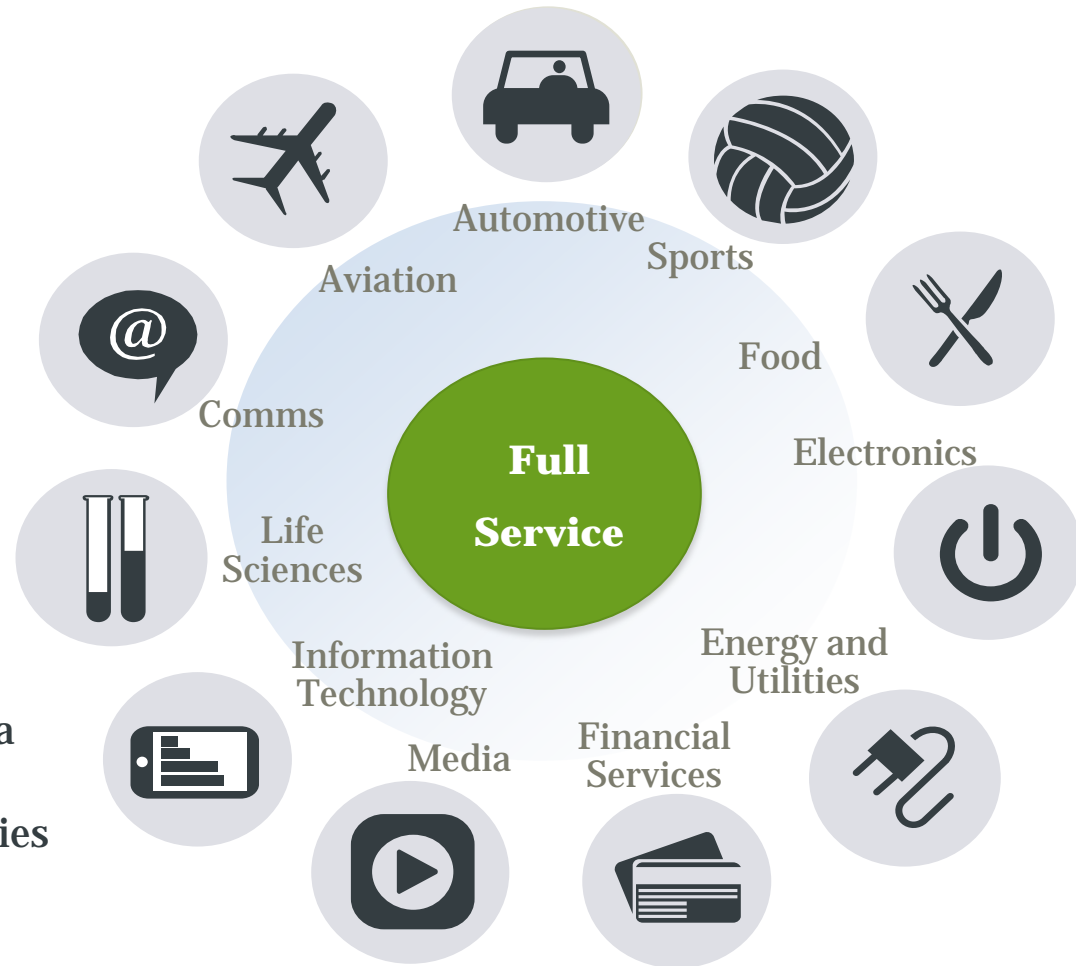 Automotive
Sports
Aviation
Food
@
Comms
Electronics
Full
Service
Life
Sciences
Energy and
Utilities
Information
Technology
Financial
Services
Media
a
ies